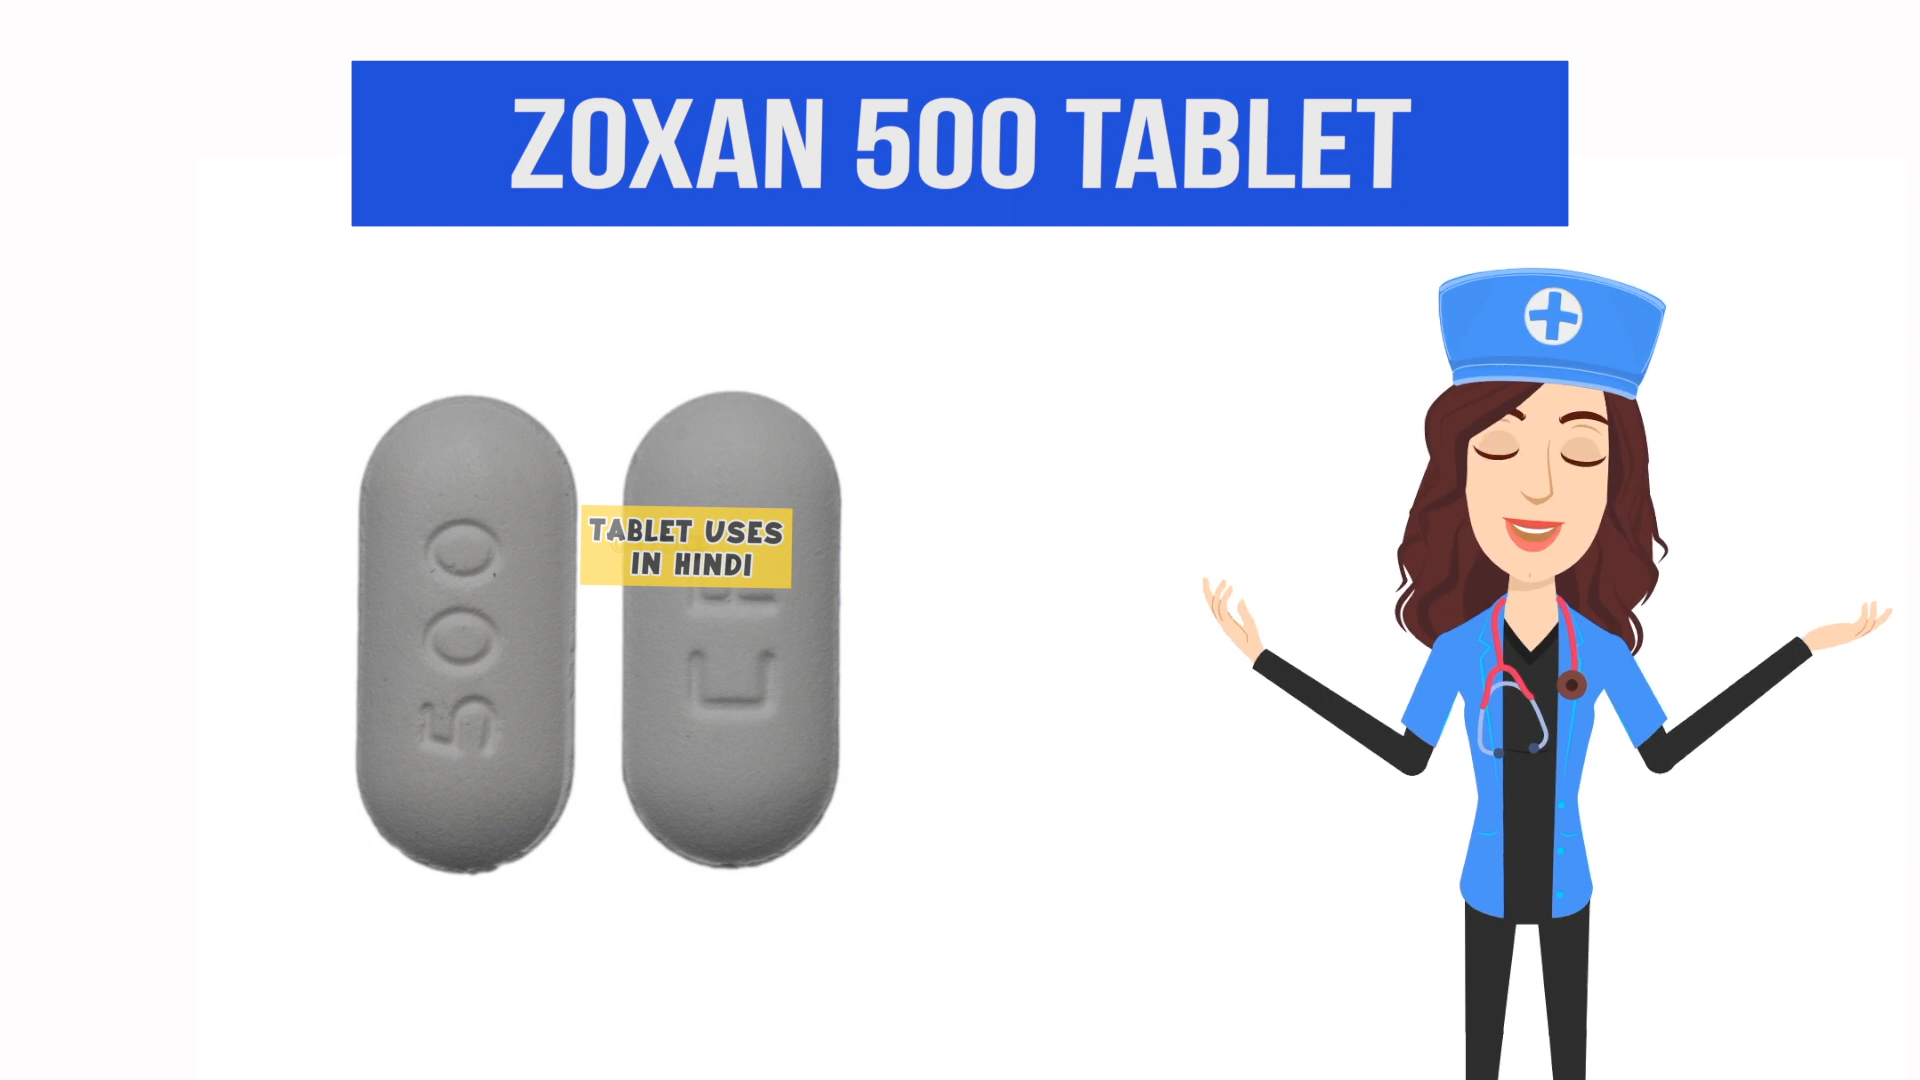 ZOXAN 500 TABLET
500
TABLET USES
IN HINDI